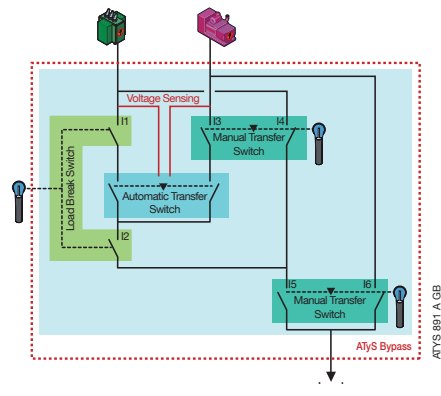 Voltage Sensing
I1
I3
I4
Manual Transfer
Switch
Load Break Switch
Automatic Transfer
Switch
I2
I5
I6
Manual Transfer
Switch
ATyS Bypass
ATYS 891 A GB